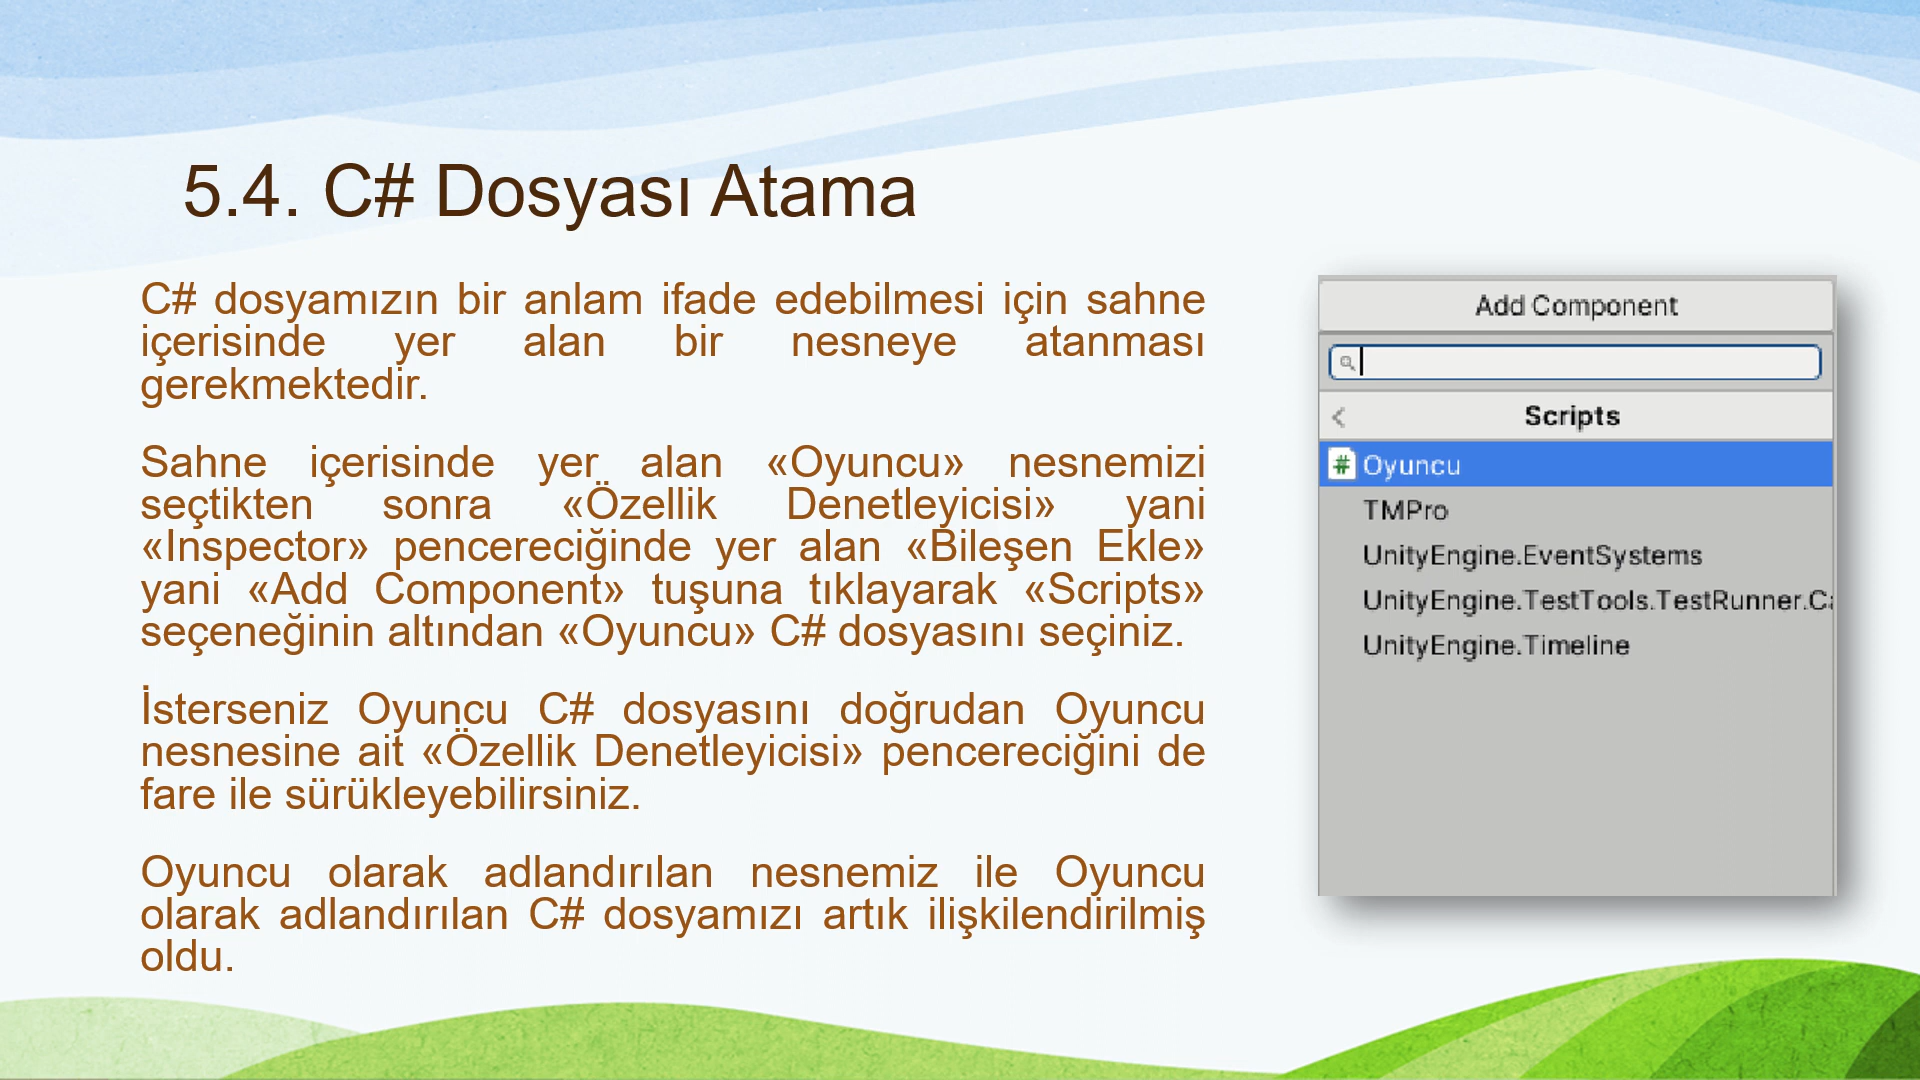 5.4. C# Dosyası Atama
C# dosyamızın bir anlam ifade edebilmesi için sahne
içerisinde yer alan bir nesneye atanması
gerekmektedir.
Sahne içerisinde yer alan «Oyuncu» nesnemizi
seçtikten sonra «Özellik Denetleyicisi» yani
«Inspector» pencereciğinde yer alan «Bileşen Ekle»
yani «Add Component» tuşuna tıklayarak «Scripts»
seçeneğinin altından «Oyuncu» C# dosyasını seçiniz.
İsterseniz Oyuncu C# dosyasını doğrudan Oyuncu
nesnesine ait «Özellik Denetleyicisi» pencereciğini de
fare ile sürükleyebilirsiniz.
Oyuncu olarak adlandırılan nesnemiz ile Oyuncu
olarak adlandırılan C# dosyamızı artık ilişkilendirilmiş
oldu.
Add Component
Scripts
# Oyuncu
TMPro
UnityEngine.EventSystems
UnityEngine.TestTools.TestRunner.Ca
UnityEngine.Timeline